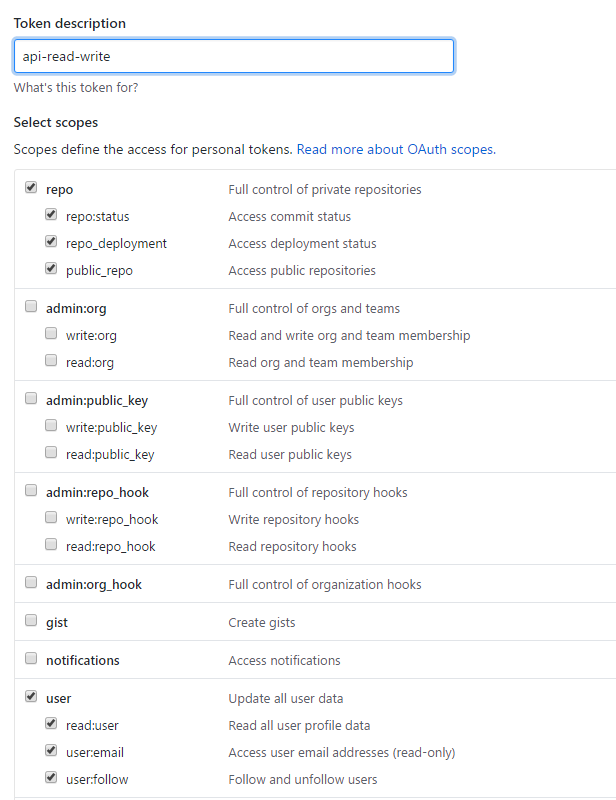 Token description
api-read-write
What's this token for?
Select scopes
Scopes define the access for personal tokens. Read more about OAuth scopes.
repo Full control of private repositories
repo:status Access commit status
repo_deployment Access deployment status
public_repo Access public repositories
admin:org Full control of orgs and teams
write:org Read and write org and team membership
read:org Read org and team membership
admin:public_key Full control of user public keys
write:public_key Write user public keys
read:public_key Read user public keys
admin:repo_hook Full control of repository hooks
write:repo_hook Write repository hooks
read:repo_hook Read repository hooks
admin:org_hook Full control of organization hooks
gist Create gists
notifications Access notifications
user Update all user data
read:user Read all user profile data
user:email Access user email addresses (read-only)
user:follow Follow and unfollow users